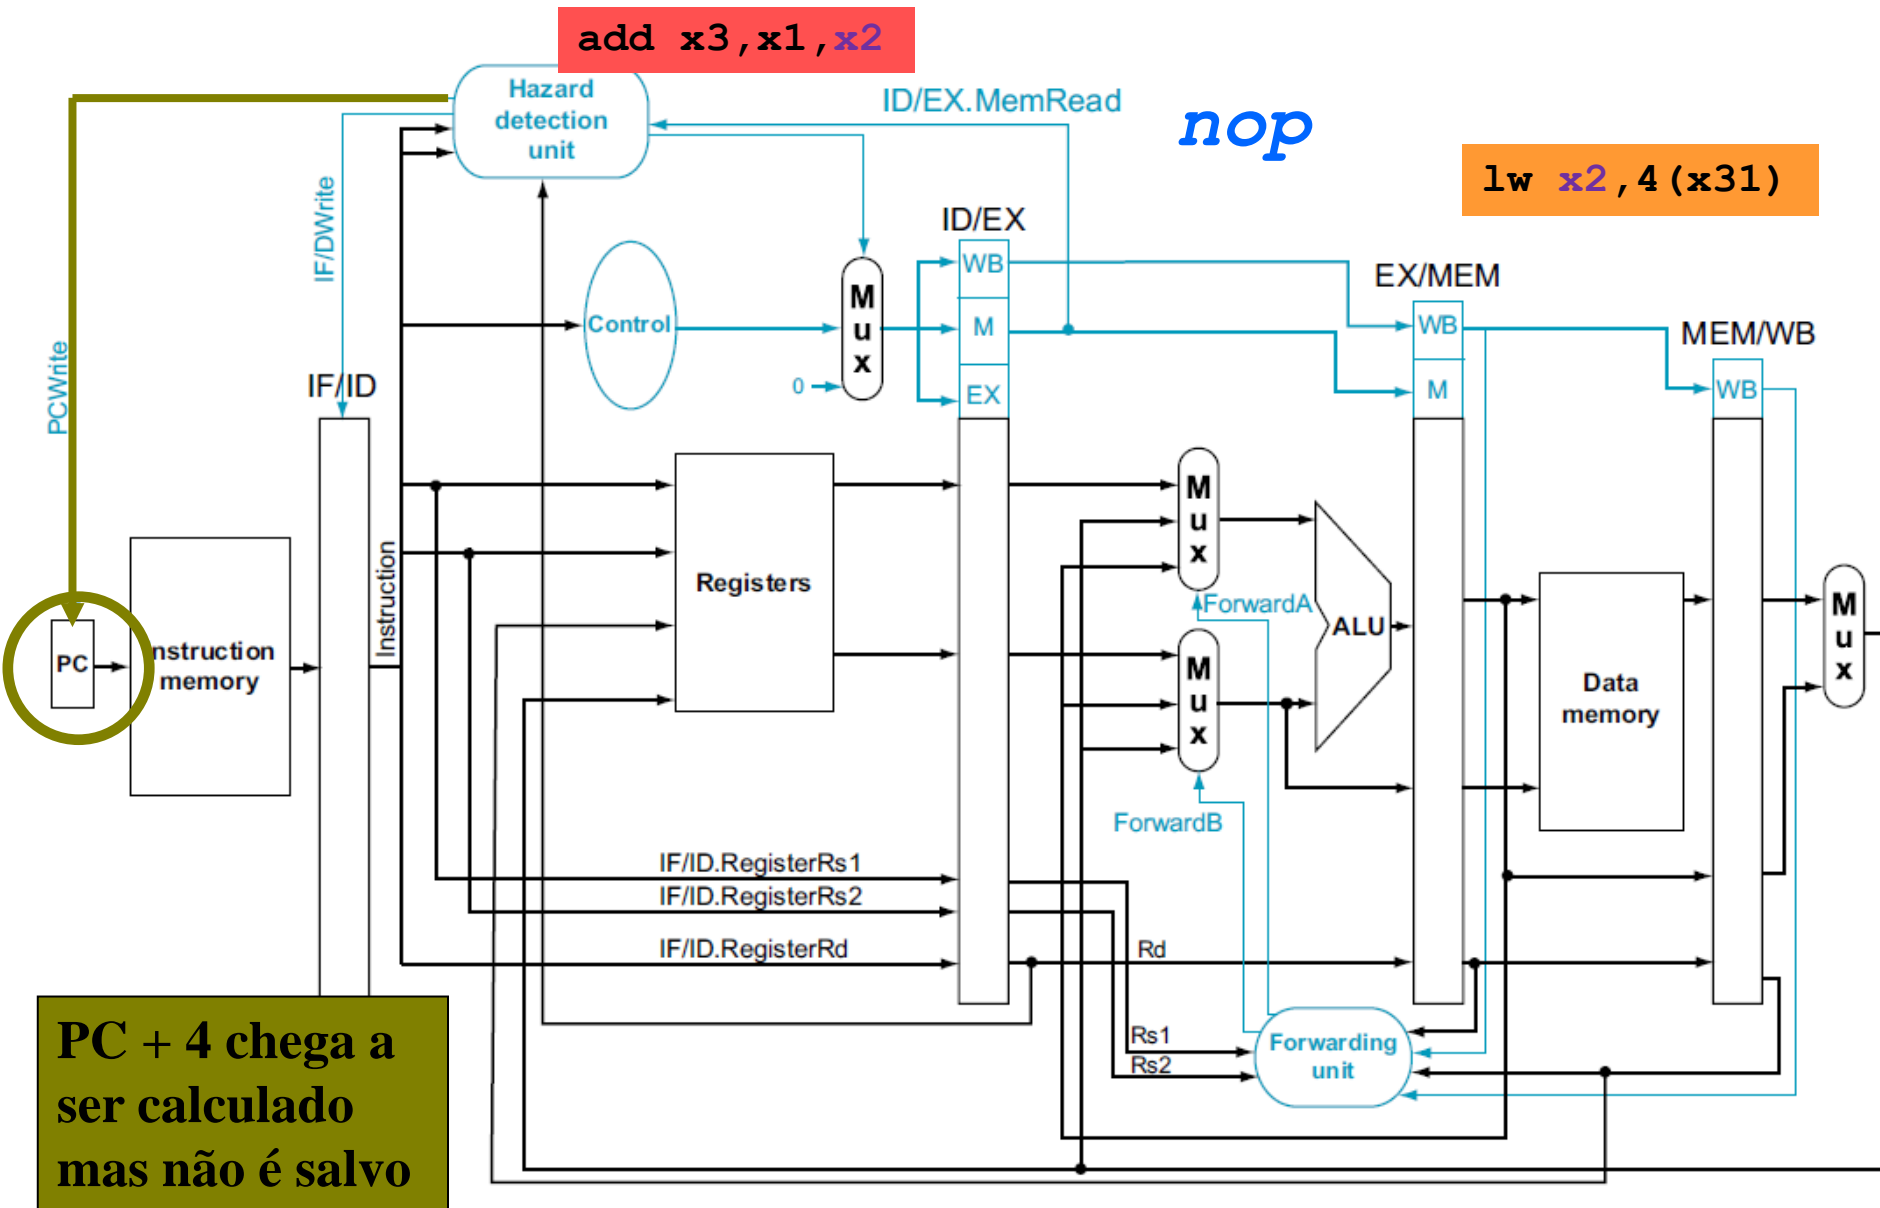 add x3,x1,x2
Hazard
detection
unit
ID/EX.MemRead
nop
lw x2,4(x31)
IF/DWrite
PCWrite
ID/EX
WB
M
EX
Control
0
M
u
x
EX/MEM
WB
M
MEM/WB
WB
IF/ID
Instruction
PC
nstruction
memory
Registers
M
u
x
ForwardA
M
u
x
ForwardB
ALU
Data
memory
M
u
x
IF/ID.RegisterRs1
IF/ID.RegisterRs2
IF/ID.RegisterRd
Rd
Rs1
Rs2
Forwarding
unit
PC + 4 chega a
ser calculado
mas não é salvo